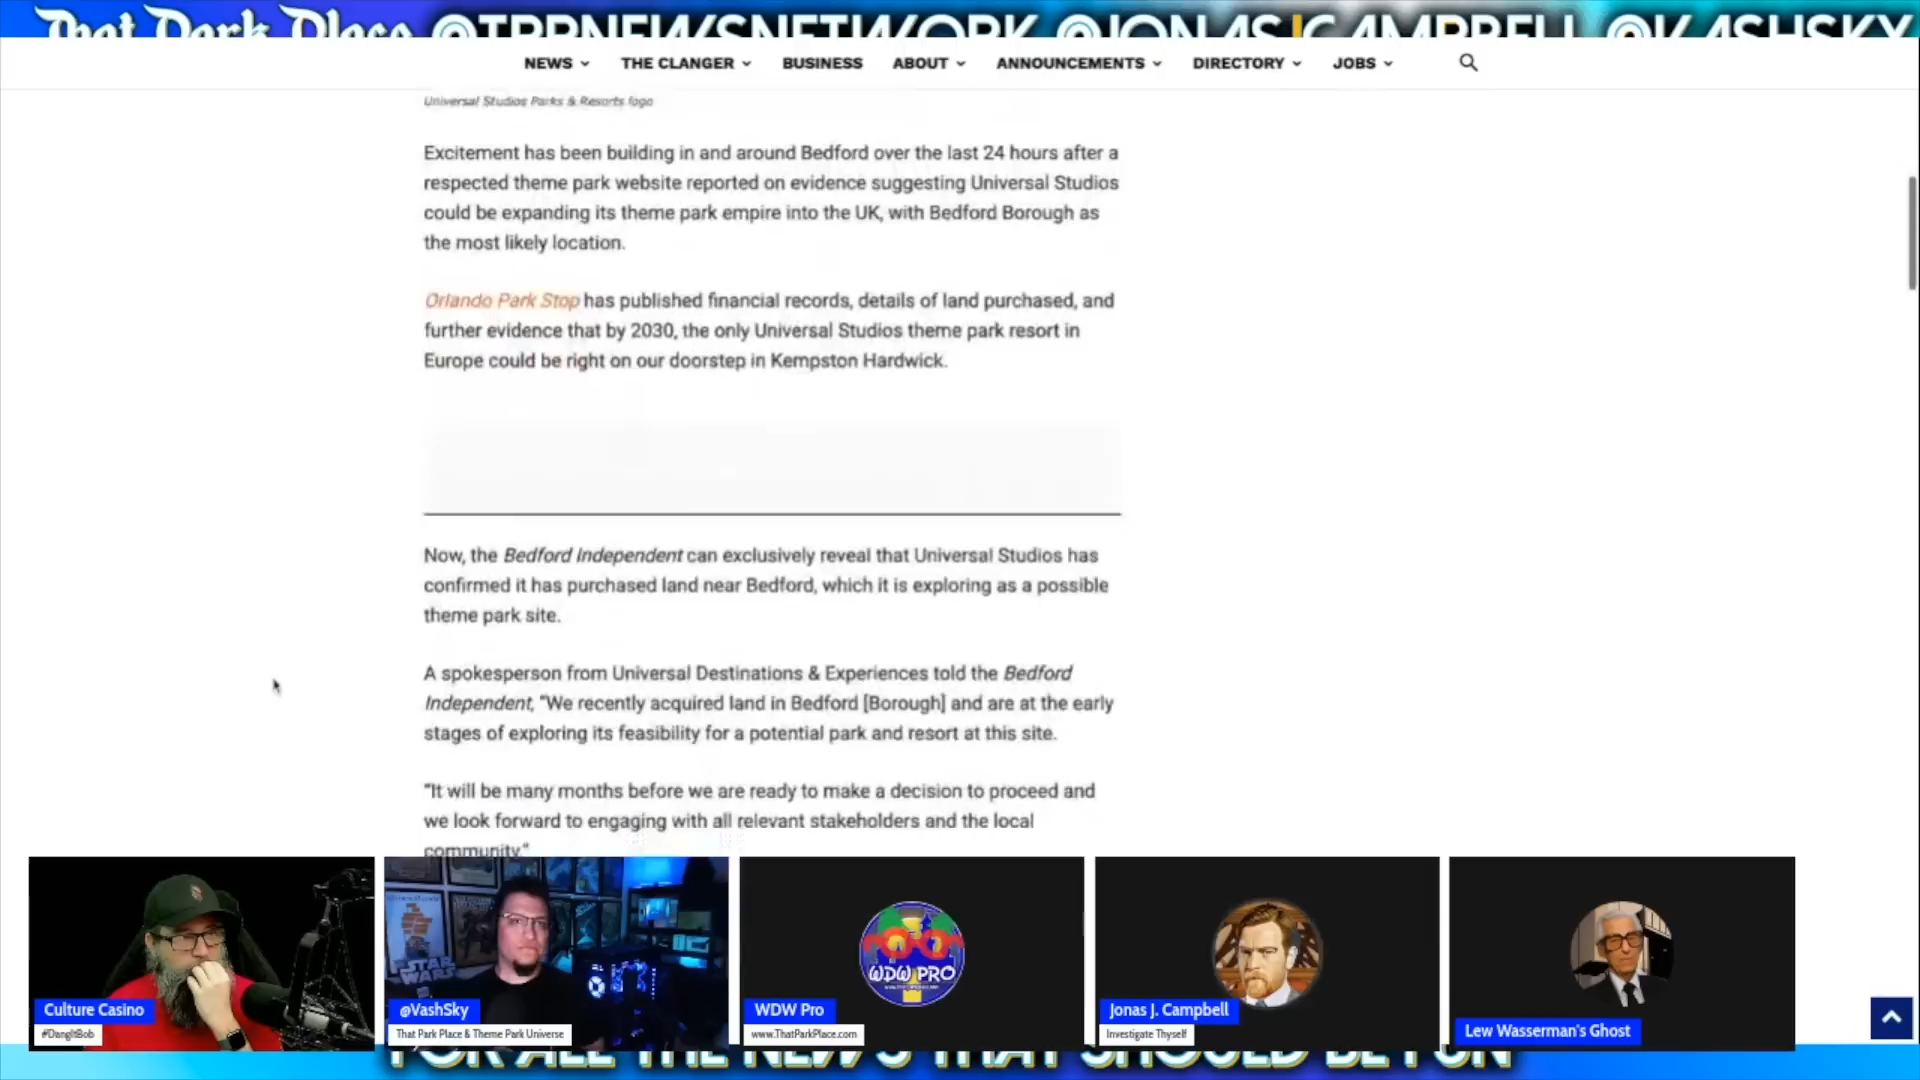 That Park Place @TPPNEWSNETWORK @JONASJCAMPBELL @VASHSKY
NEWS THE CLANGER BUSINESS ABOUT ANNOUNCEMENTS DIRECTORY JOBS
Universal Studios Parks & Resorts logo
Excitement has been building in and around Bedford over the last 24 hours after a
respected theme park website reported on evidence suggesting Universal Studios
could be expanding its theme park empire into the UK, with Bedford Borough as
the most likely location.
Orlando Park Stop has published financial records, details of land purchased, and
further evidence that by 2030, the only Universal Studios theme park resort in
Europe could be right on our doorstep in Kempston Hardwick.
Now, the Bedford Independent can exclusively reveal that Universal Studios has
confirmed it has purchased land near Bedford, which it is exploring as a possible
theme park site.
A spokesperson from Universal Destinations & Experiences told the Bedford
Independent, "We recently acquired land in Bedford [Borough] and are at the early
stages of exploring its feasibility for a potential park and resort at this site.
"It will be many months before we are ready to make a decision to proceed and
we look forward to engaging with all relevant stakeholders and the local
community."
STAR
WARS
WDW PRO
Culture Casino
#DangItBob
@VashSky
That Park Place & Theme Park Universe
WDW Pro
www.ThatParkPlace.com
Jonas J. Campbell
Investigate Thyself
Lew Wasserman's Ghost
FOR ALL THE NEWS THAT SHOULD BE FUN